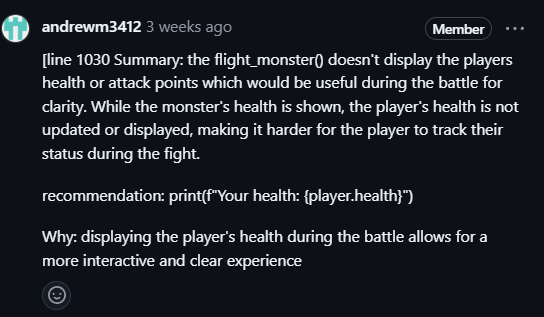 andrewm3412 3 weeks ago Member ...
[line 1030 Summary: the flight_monster() doesn't display the players
health or attack points which would be useful during the battle for
clarity. While the monster's health is shown, the player's health is not
updated or displayed, making it harder for the player to track their
status during the fight.
recommendation: print(f"Your health: {player.health}")
Why: displaying the player's health during the battle allows for a
more interactive and clear experience